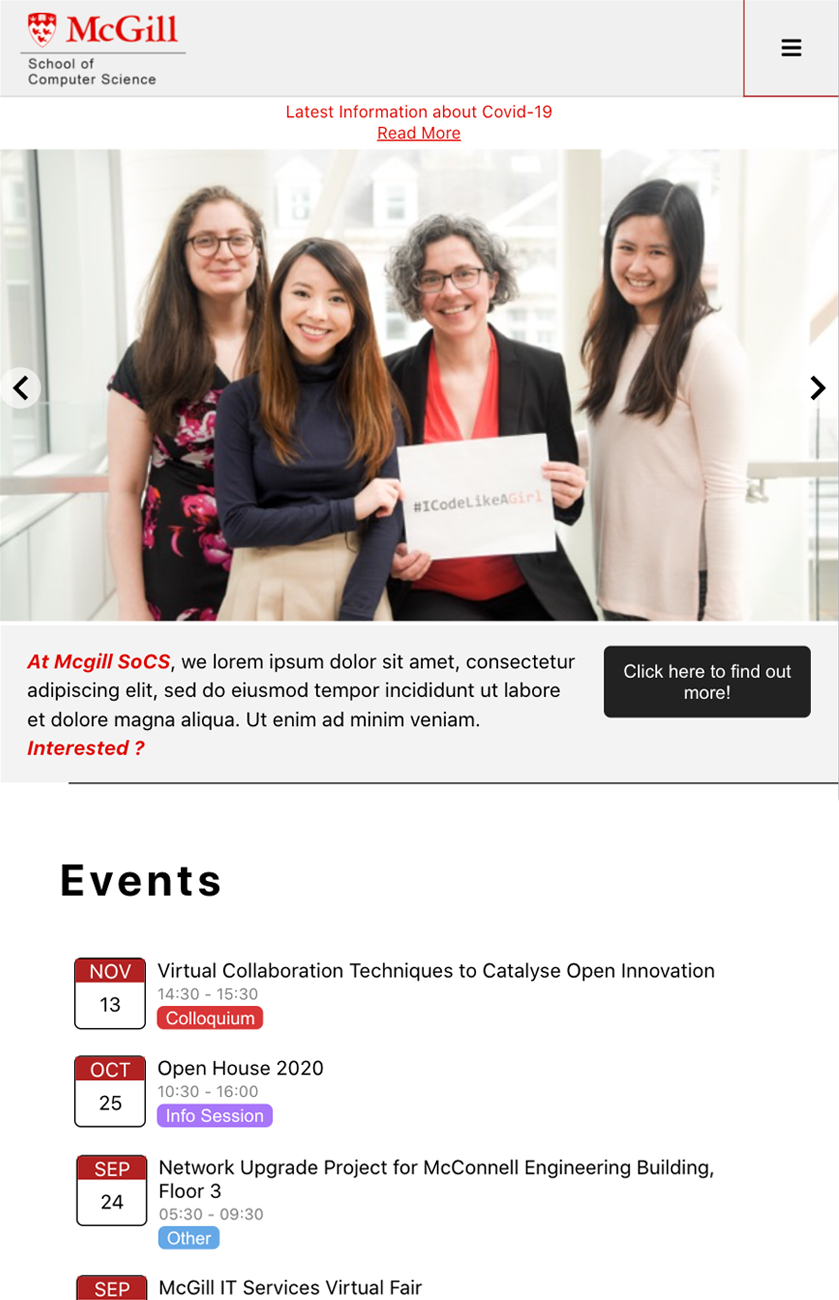 McGill
School of
Computer Science
Latest Information about Covid-19
Read More
#ICodeLikeAGirl
At Mcgill SoCS, we lorem ipsum dolor sit amet, consectetur
adipiscing elit, sed do eiusmod tempor incididunt ut labore
et dolore magna aliqua. Ut enim ad minim veniam.
Interested ?
Click here to find out
more!
Events
NOV
13
Virtual Collaboration Techniques to Catalyse Open Innovation
14:30 - 15:30
Colloquium
OCT
25
Open House 2020
10:30 - 16:00
Info Session
SEP
24
Network Upgrade Project for McConnell Engineering Building,
Floor 3
05:30 - 09:30
Other
SEP
McGill IT Services Virtual Fair